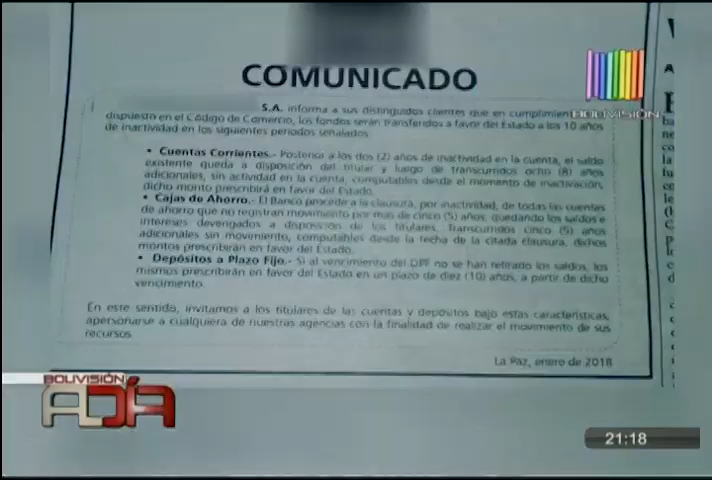 COMUNICADO
S.A. informa a sus distinguidos clientes que en cumplimien
dispuesto en el Código de Comercio, los fondos serán transferidos a favor del Estado a los 10 años
de inactividad en los siguientes periodos señalados
• Cuentas Corrientes.- Posterior a los dos (2) años de inactividad en la cuenta, el saldo
existente queda a disposición del titular y luego de transcurridos ocho (8) años
adicionales, sin actividad en la cuenta, computables desde el momento de inactivación,
dicho monto prescribirá en favor del Estado.
• Cajas de Ahorro.- El Banco procede a la clausura, por inactividad, de todas las cuentas
de ahorro que no registran movimiento por más de cinco (5) años, quedando los saldos e
intereses devengados a disposición de los titulares. Transcurridos cinco (5) años
adicionales sin movimiento, computables desde la fecha de la citada clausura, dichos
montos prescribirán en favor del Estado.
• Depósitos a Plazo Fijo.- Si al vencimiento del DPF no se han retirado los saldos, los
mismos prescribirán en favor del Estado en un plazo de diez (10) años, a partir de dicho
vencimiento.
En este sentido, invitamos a los titulares de las cuentas y depósitos bajo estas características,
apersonarse a cualquiera de nuestras agencias con la finalidad de realizar el movimiento de sus
recursos.
La Paz, enero de 2018
BOLIVISIÓN
BOLIVISIÓN
ADÍA
21:18